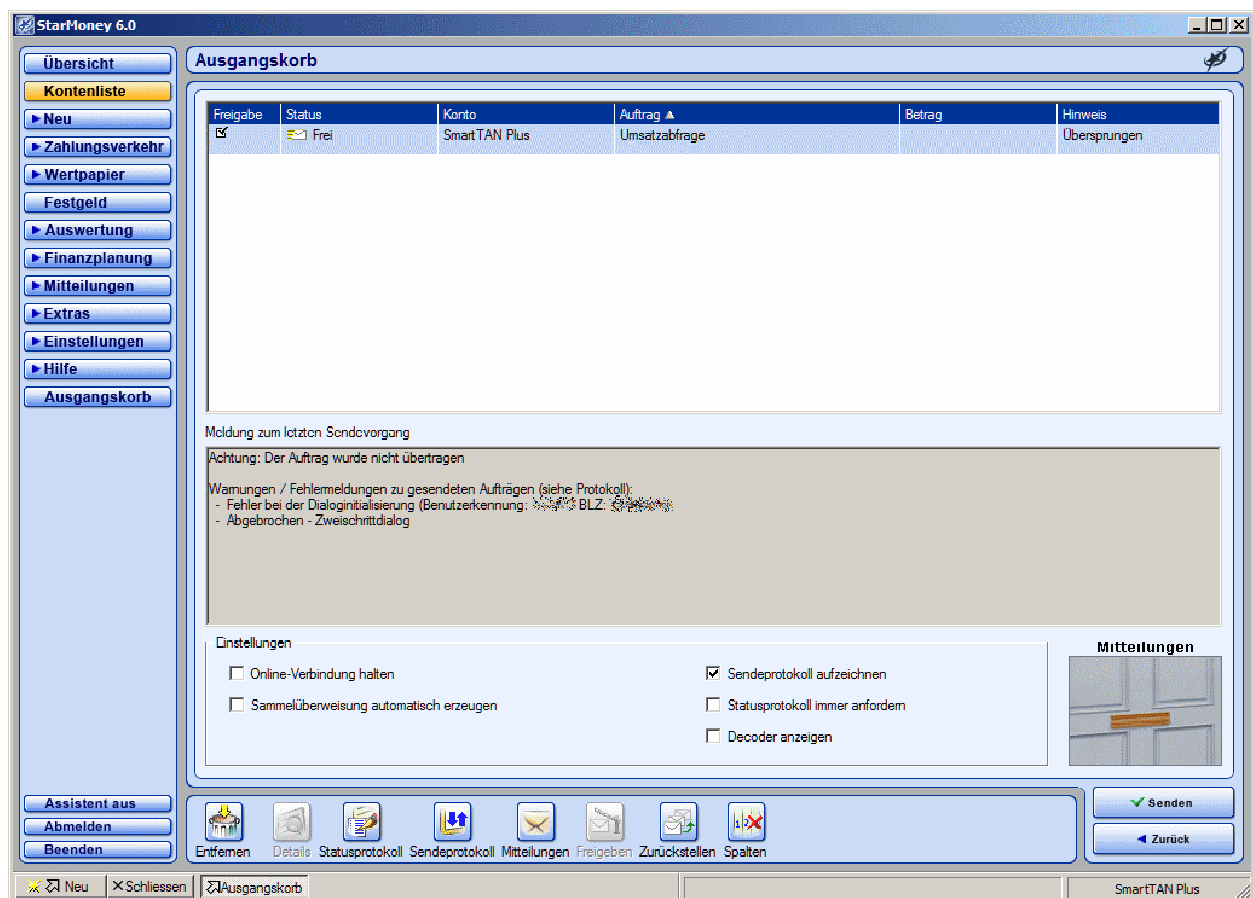 StarMoney 6.0
Übersicht
Kontenliste
Neu
Zahlungsverkehr
Wertpapier
Festgeld
Auswertung
Finanzplanung
Mitteilungen
Extras
Einstellungen
Hilfe
Ausgangskorb
Assistent aus
Abmelden
Beenden
Ausgangskorb
Freigabe Status Konto Auftrag Betrag Hinweis
Frei SmartTAN Plus Umsatzabfrage Übersprungen
Meldung zum letzten Sendevorgang
Achtung: Der Auftrag wurde nicht übertragen
Warnungen / Fehlermeldungen zu gesendeten Aufträgen (siehe Protokoll):
- Fehler bei der Dialoginitialisierung (Benutzerkennung: BLZ:
- Abgebrochen - Zweischrittdialog
Einstellungen
Online-Verbindung halten
Sammelüberweisung automatisch erzeugen
Sendeprotokoll aufzeichnen
Statusprotokoll immer anfordern
Decoder anzeigen
Mitteilungen
Entfernen Details Statusprotokoll Sendeprotokoll Mitteilungen Freigeben Zurückstellen Spalten
Senden
Zurück
Neu Schliessen Ausgangskorb SmartTAN Plus